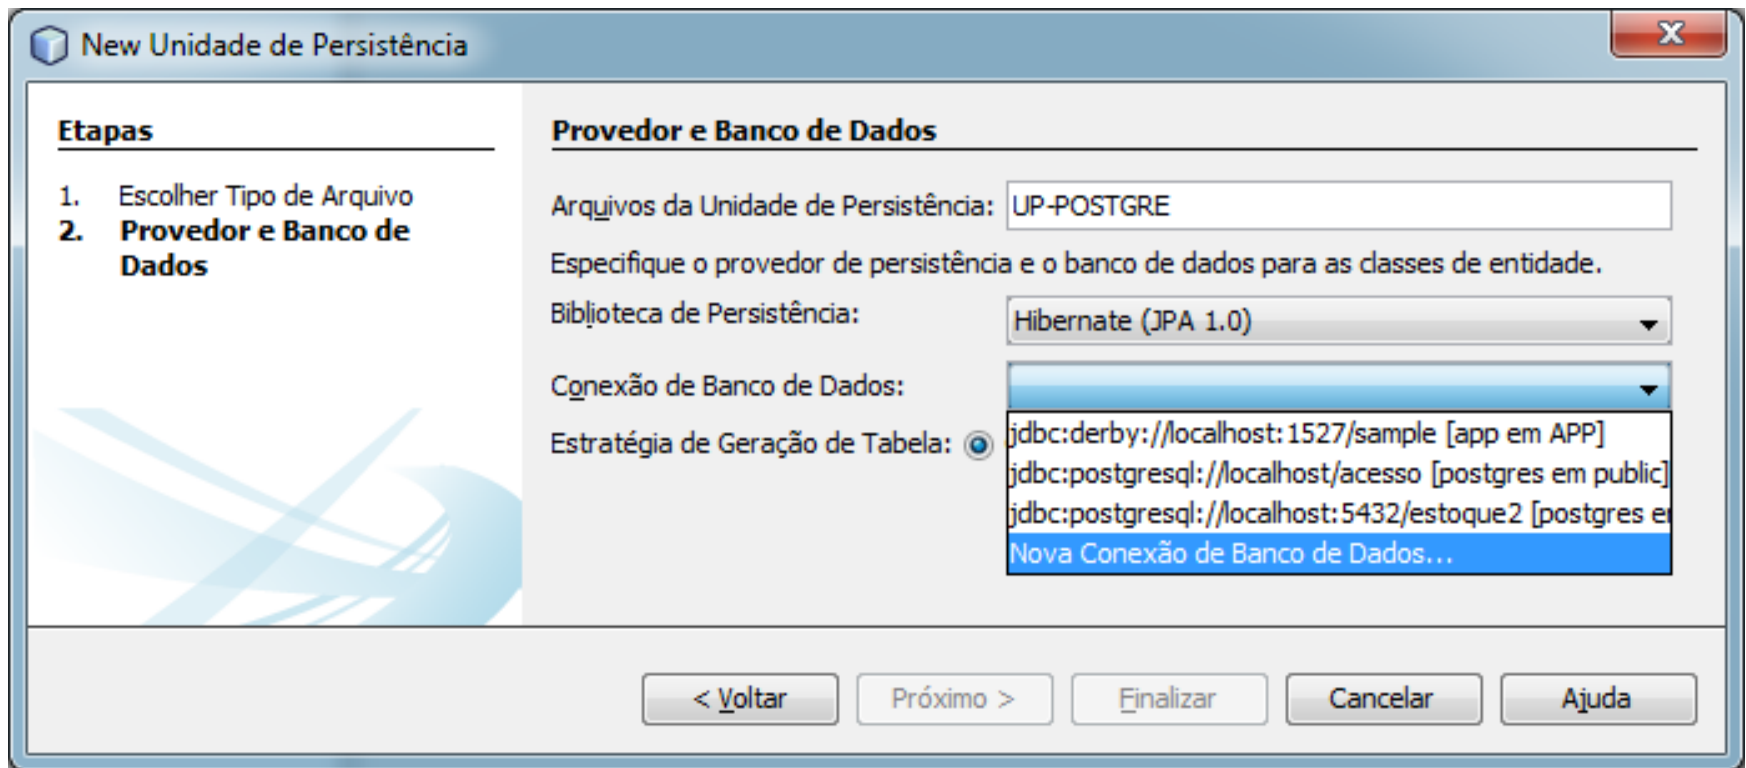 New Unidade de Persistência
Etapas
1. Escolher Tipo de Arquivo
2. Provedor e Banco de
Dados
Provedor e Banco de Dados
Arquivos da Unidade de Persistência: UP-POSTGRE
Especifique o provedor de persistência e o banco de dados para as classes de entidade.
Biblioteca de Persistência: Hibernate (JPA 1.0)
Conexão de Banco de Dados:
Estratégia de Geração de Tabela:
jdbc:derby://localhost:1527/sample [app em APP]
jdbc:postgresql://localhost/acesso [postgres em public]
jdbc:postgresql://localhost:5432/estoque2 [postgres
Nova Conexão de Banco de Dados...
< Voltar
Próximo >
Finalizar
Cancelar
Ajuda